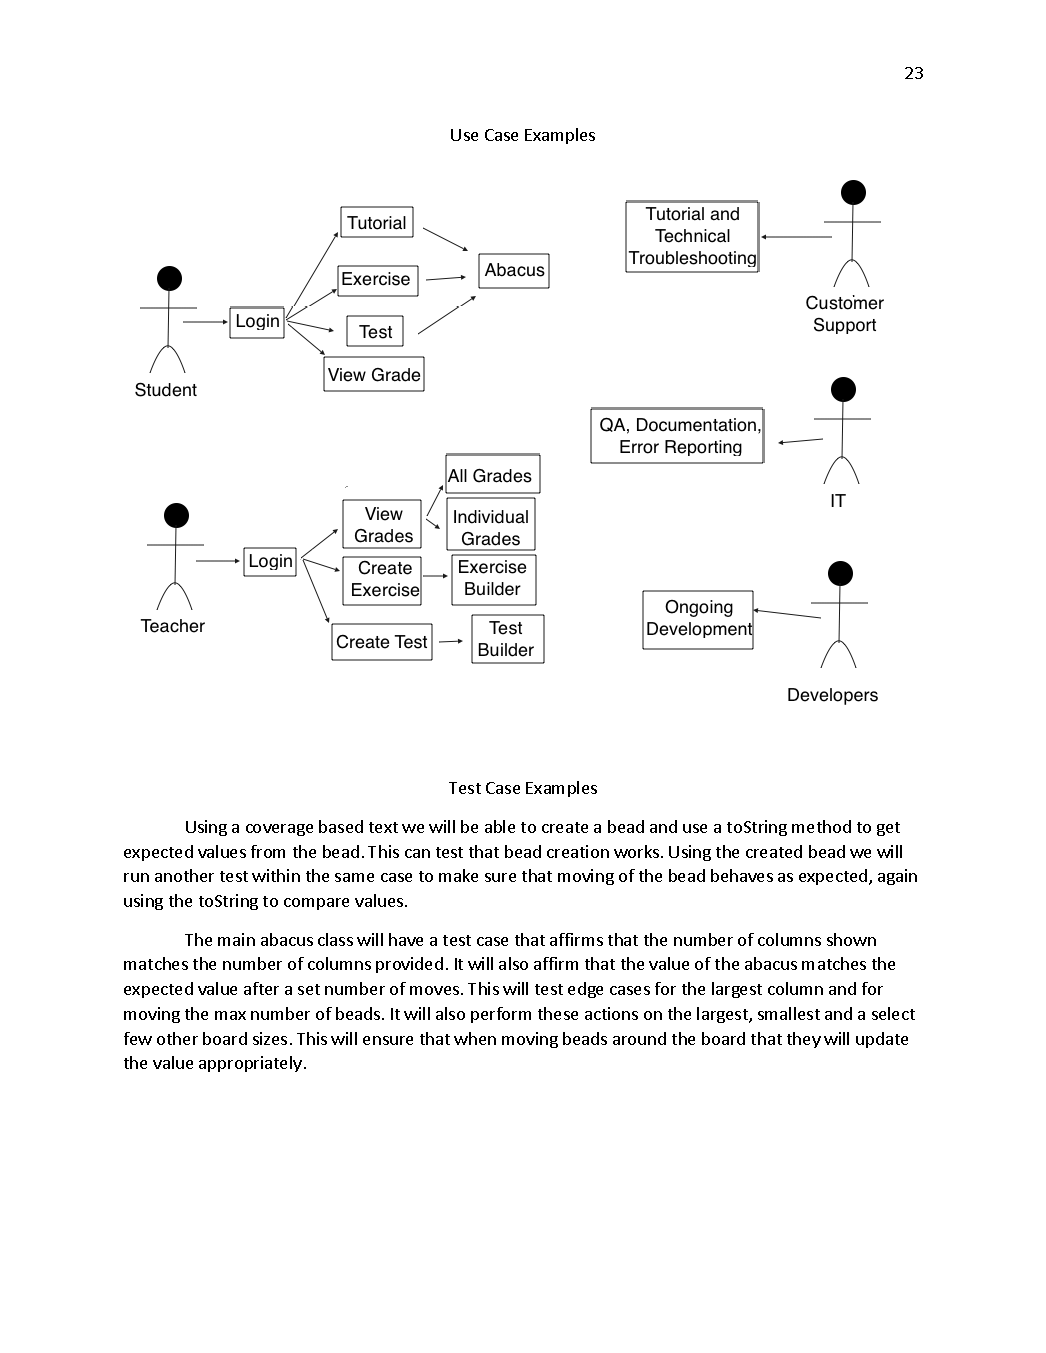 23
Use Case Examples
Tutorial
Exercise
Abacus
Login
Test
View Grade
Student
Tutorial and
Technical
Troubleshooting
Customer
Support
QA, Documentation,
Error Reporting
IT
All Grades
View
Grades
Individual
Grades
Login
Create
Exercise
Exercise
Builder
Create Test
Test
Builder
Teacher
Ongoing
Development
Developers
Test Case Examples
Using a coverage based text we will be able to create a bead and use a toString method to get
expected values from the bead. This can test that bead creation works. Using the created bead we will
run another test within the same case to make sure that moving of the bead behaves as expected, again
using the toString to compare values.
The main abacus class will have a test case that affirms that the number of columns shown
matches the number of columns provided. It will also affirm that the value of the abacus matches the
expected value after a set number of moves. This will test edge cases for the largest column and for
moving the max number of beads. It will also perform these actions on the largest, smallest and a select
few other board sizes. This will ensure that when moving beads around the board that they will update
the value appropriately.